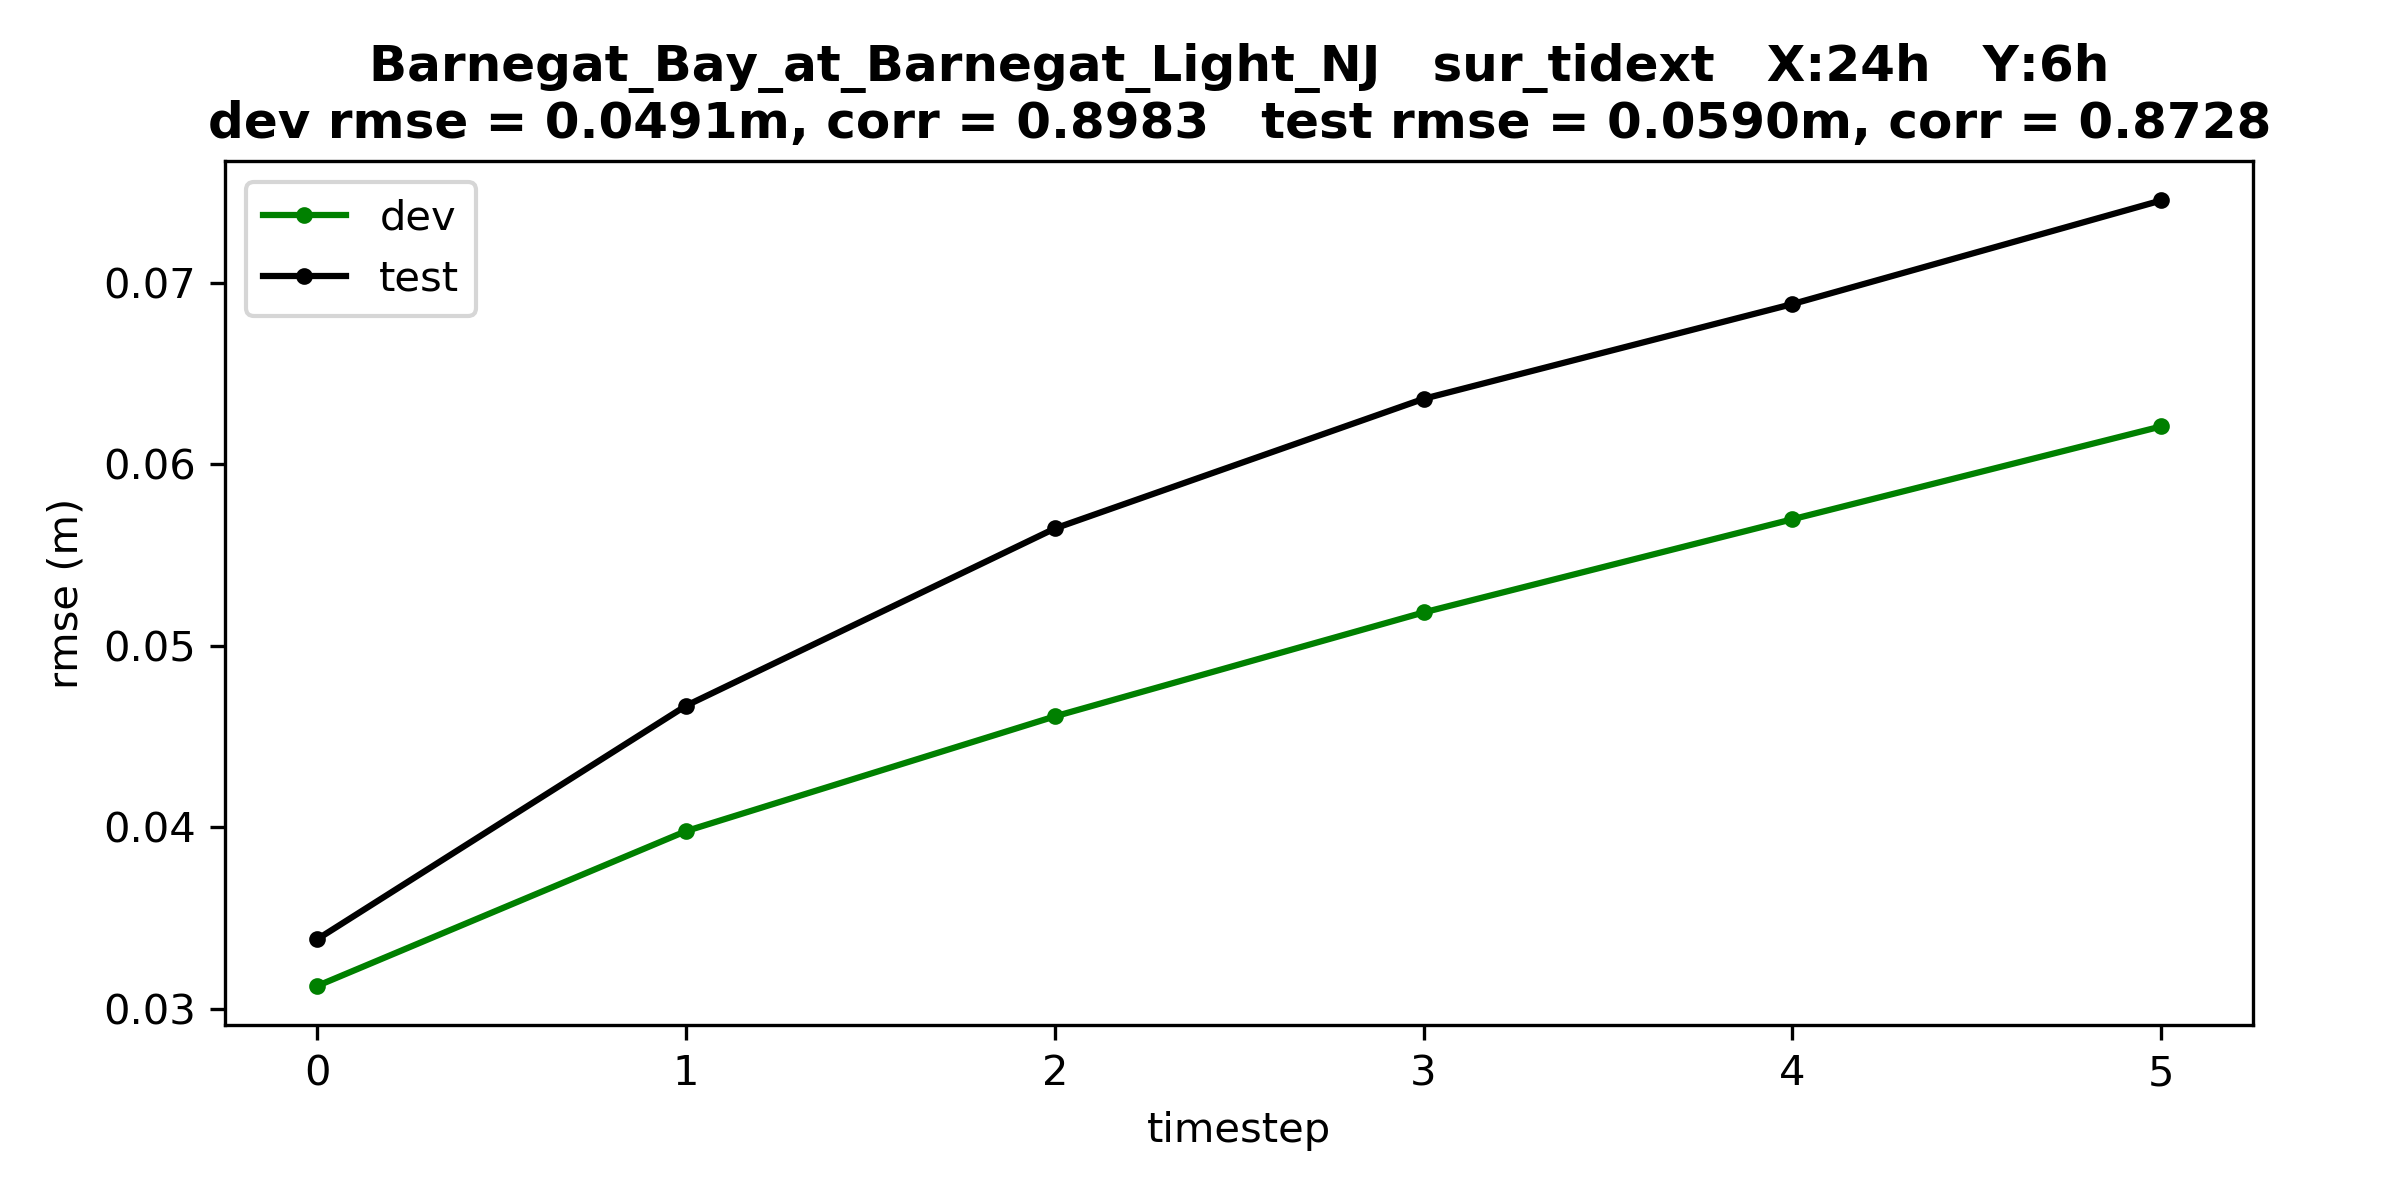 Barnegat_Bay_at_Barnegat_Light_NJ   sur_tidext   X:24h   Y:6h
dev rmse = 0.0491m, corr = 0.8983   test rmse = 0.0590m, corr = 0.8728
dev
test
0.07
0.06
0.05
0.04
0.03
rmse (m)
0 1 2 3 4 5
timestep